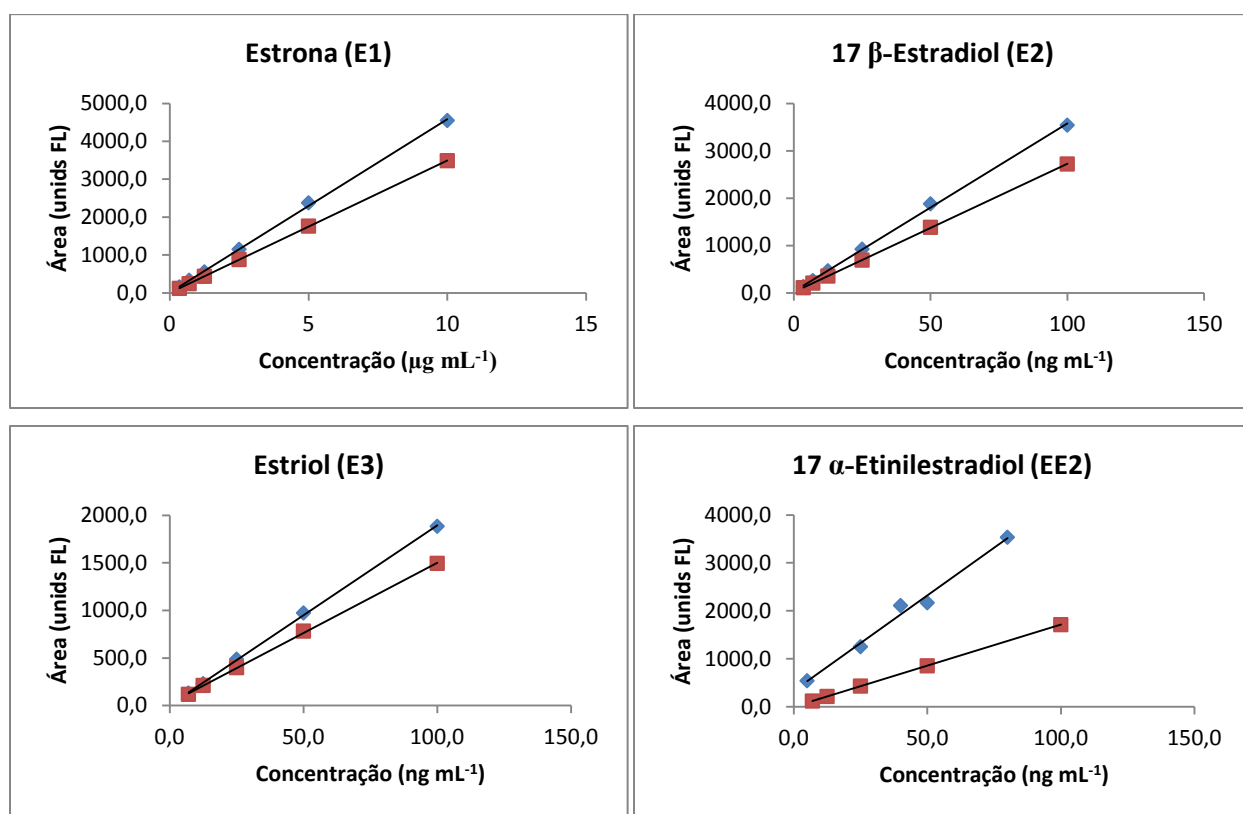 Estrona (E1)
Área (unids FL)
5000,0
4000,0
3000,0
2000,0
1000,0
0,0
0 5 10 15
Concentração (µg mL⁻¹)
17 β-Estradiol (E2)
Área (unids FL)
4000,0
3000,0
2000,0
1000,0
0,0
0 50 100 150
Concentração (ng mL⁻¹)
Estriol (E3)
Área (unids FL)
2000,0
1500,0
1000,0
500,0
0,0
0,0 50,0 100,0 150,0
Concentração (ng mL⁻¹)
17 α-Etinilestradiol (EE2)
Área (unids FL)
4000,0
3000,0
2000,0
1000,0
0,0
0,0 50,0 100,0 150,0
Concentração (ng mL⁻¹)